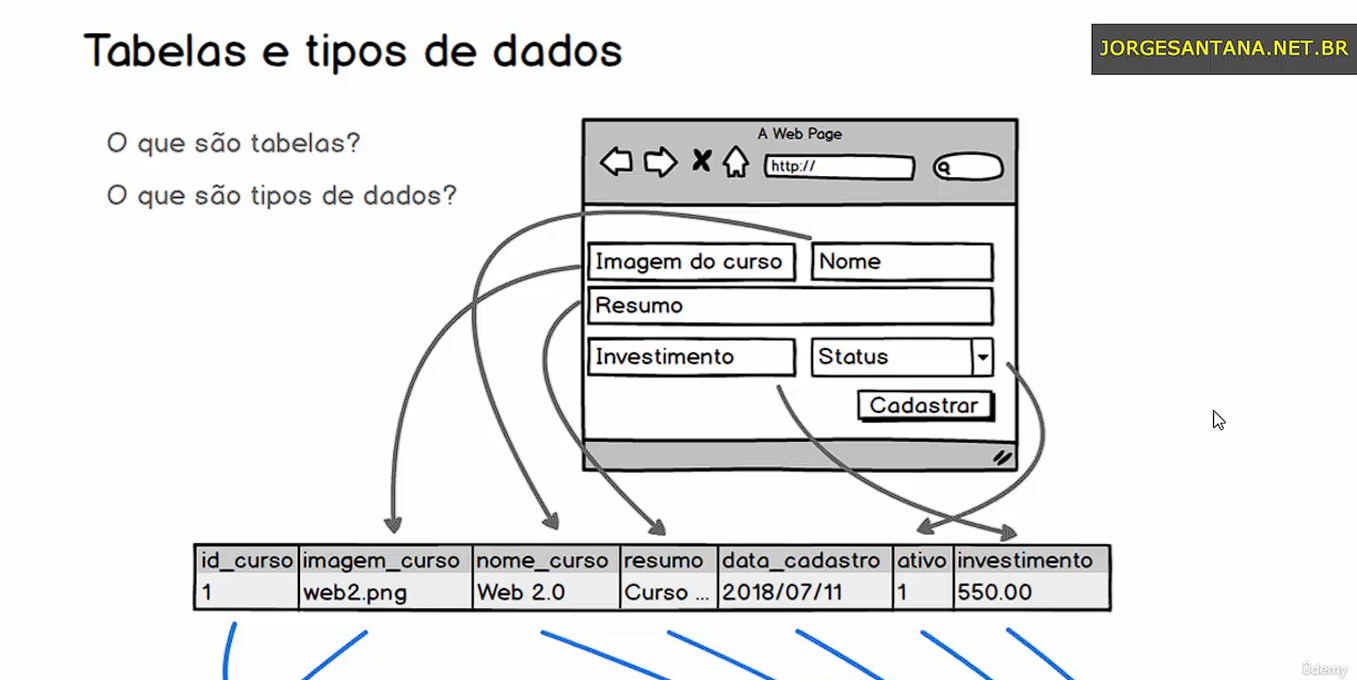 Tabelas e tipos de dados
JORGESANTANA.NET.BR
O que são tabelas?
O que são tipos de dados?
A Web Page
http://
Imagem do curso
Nome
Resumo
Investimento
Status
Cadastrar
id_curso imagem_curso nome_curso resumo data_cadastro ativo investimento
1 web2.png Web 2.0 Curso ... 2018/07/11 1 550.00
ûdemy